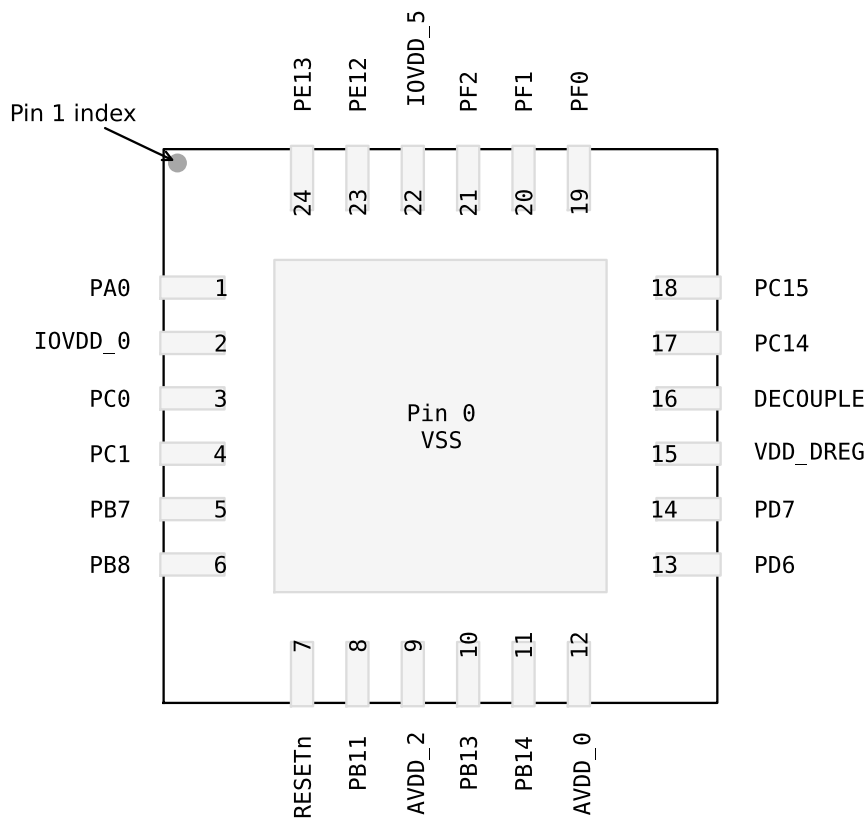 IOVDD_5
PE13
PE12
PF2
PF1
PF0
Pin 1 index
24
23
22
21
20
19
PA0 1
18 PC15
IOVDD_0 2
17 PC14
PC0 3
16 DECOUPLE
Pin 0
VSS
PC1 4
15 VDD_DREG
PB7 5
14 PD7
PB8 6
13 PD6
7
8
9
10
11
12
RESETn
PB11
AVDD_2
PB13
PB14
AVDD_0